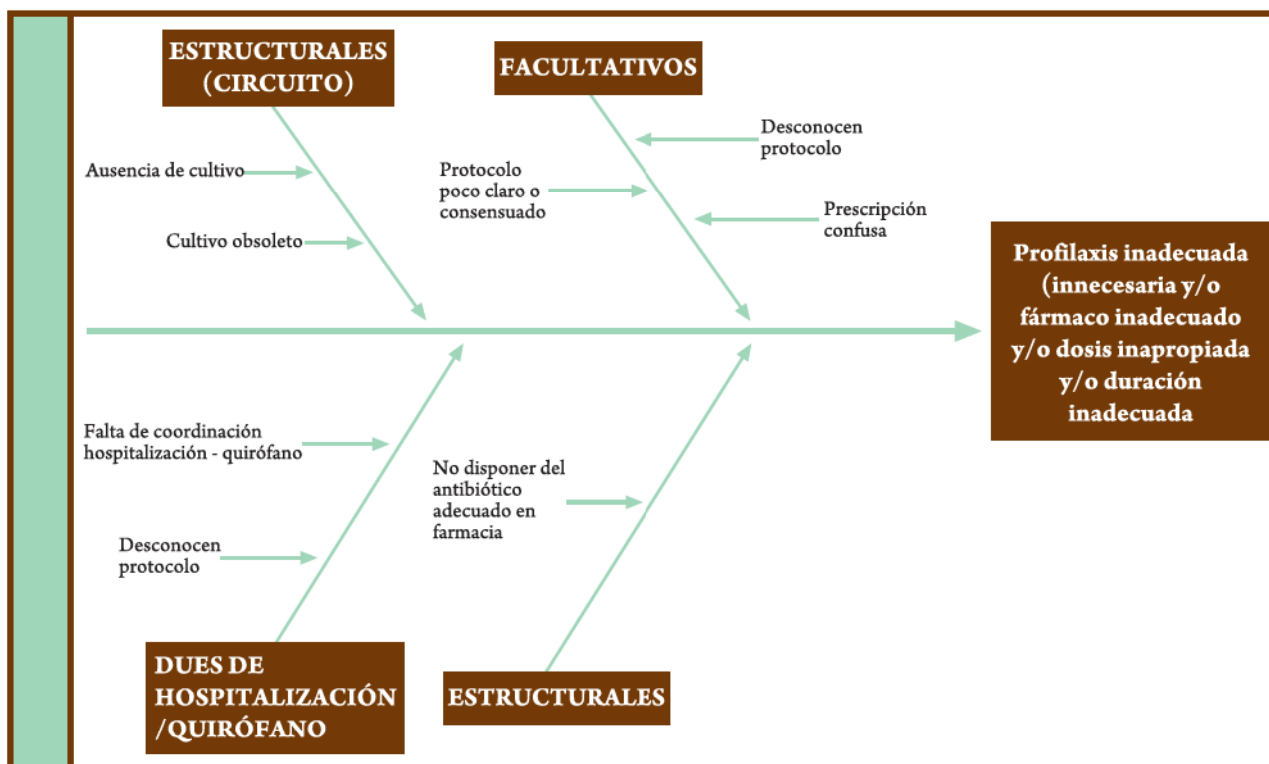 ESTRUCTURALES
(CIRCUITO)
FACULTATIVOS
Desconocen
protocolo
Ausencia de cultivo
Protocolo
poco claro o
consensuado
Prescripción
confusa
Cultivo obsoleto
Profilaxis inadecuada
(innecesaria y/o
fármaco inadecuado
y/o dosis inapropiada
y/o duración
inadecuada
Falta de coordinación
hospitalización - quirófano
No disponer del
antibiótico
adecuado en
farmacia
Desconocen
protocolo
DUES DE
HOSPITALIZACIÓN
/QUIRÓFANO
ESTRUCTURALES